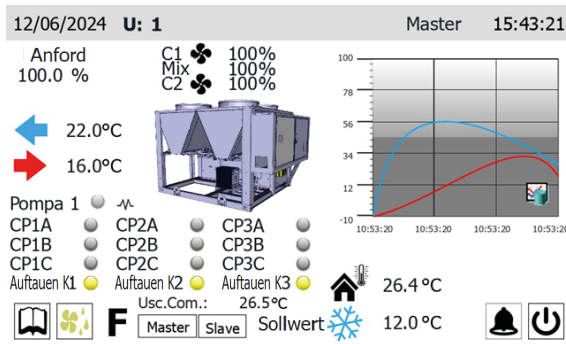 12/06/2024 U: 1 Master 15:43:21
Anford
100.0 %
C1 100%
Mix 100%
C2 100%
22.0°C
16.0°C
Pompa 1
CP1A CP2A CP3A
CP1B CP2B CP3B
CP1C CP2C CP3C
Auftauen K1 Auftauen K2 Auftauen K3
100
78
56
34
12
-10
10:53:20 10:53:20 10:53:20 10:53:20 10:53:20
26.4 °C
F Usc.Com.: 26.5°C
Master Slave Sollwert 12.0 °C